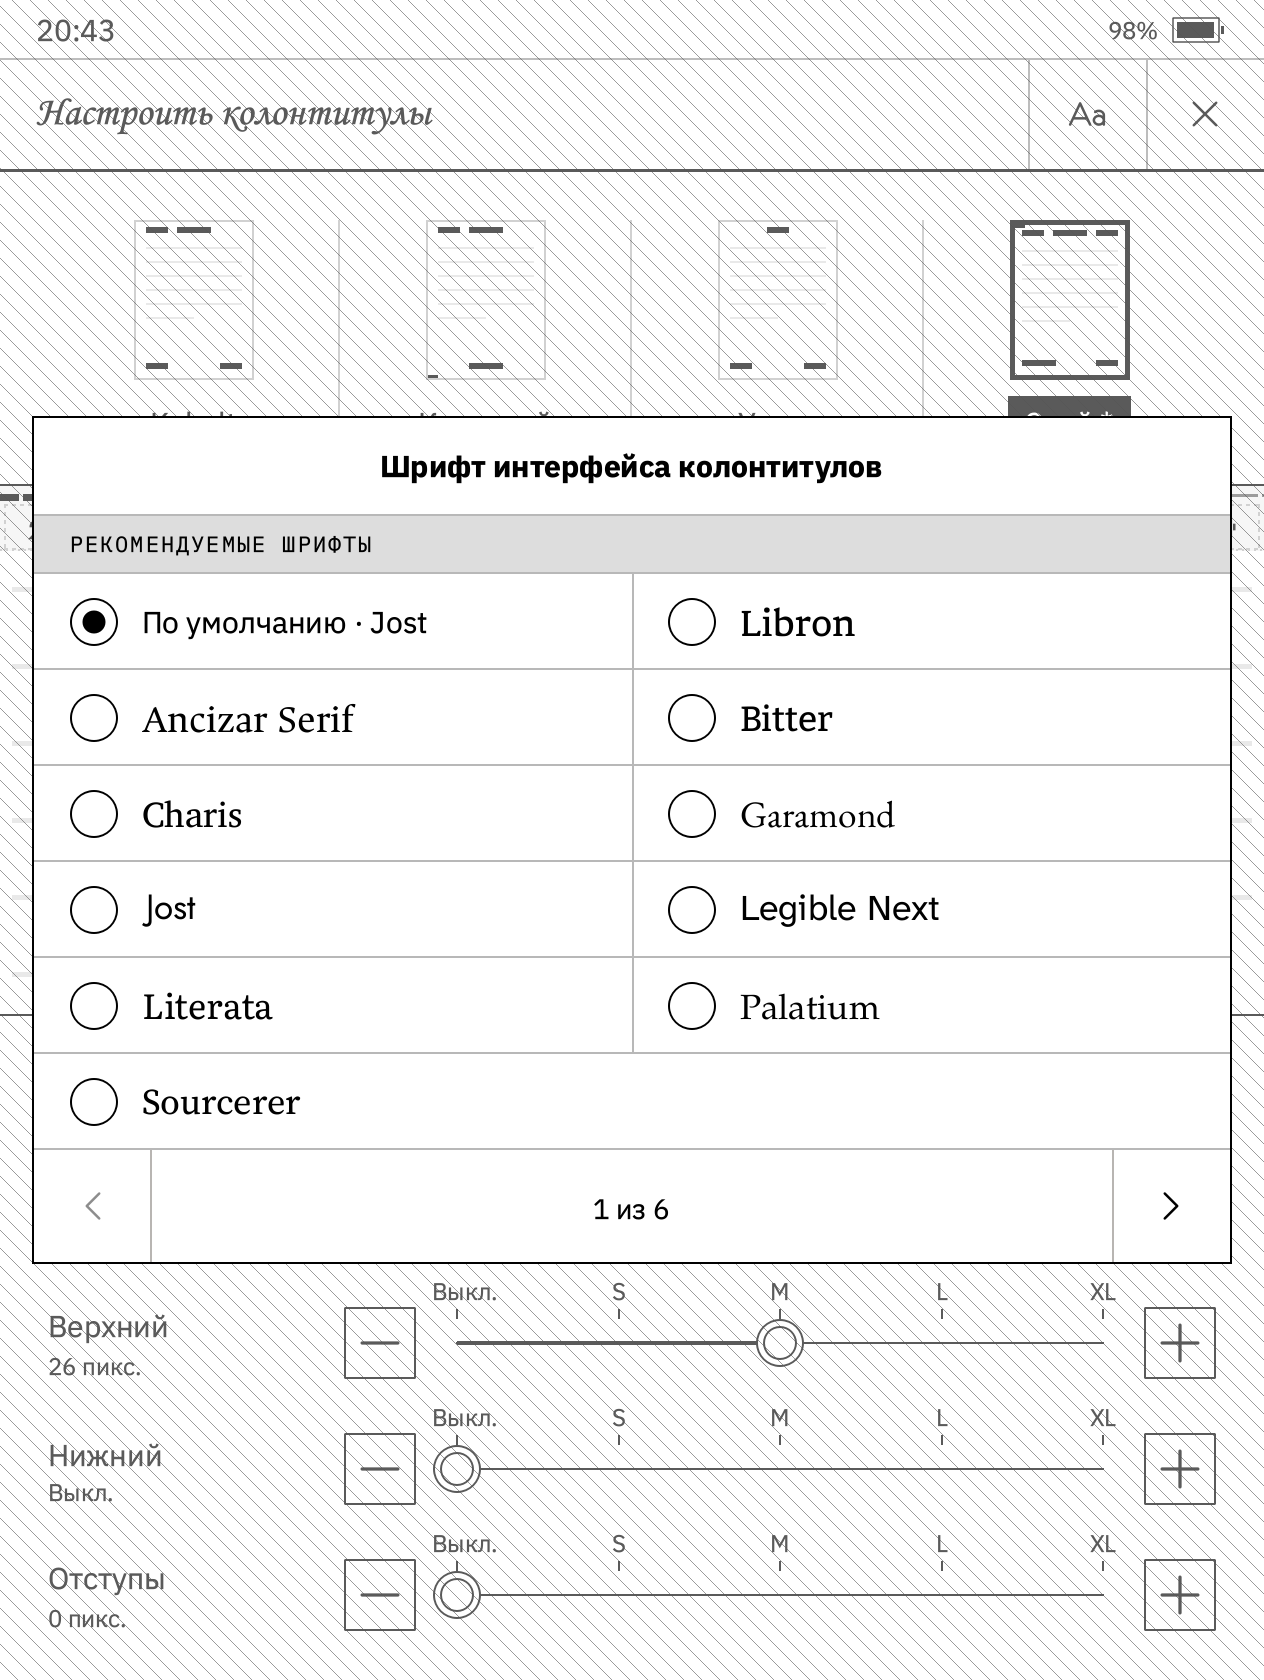 20:43
98%
Настроить колонтитулы
Aa
Шрифт интерфейса колонтитулов
РЕКОМЕНДУЕМЫЕ ШРИФТЫ
По умолчанию · Jost
Libron
Ancizar Serif
Bitter
Charis
Garamond
Jost
Legible Next
Literata
Palatium
Sourcerer
1 из 6
Выкл. S M L XL
Верхний
26 пикс.
Выкл. S M L XL
Нижний
Выкл.
Выкл. S M L XL
Отступы
0 пикс.